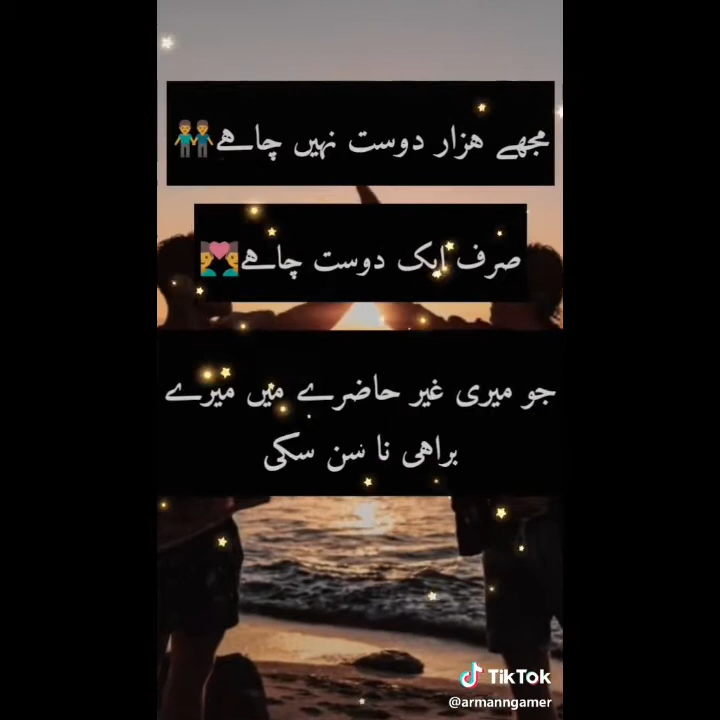 مجھے ھزار دوست نہیں چاہے👬
صرف ایک دوست چاہے💏
جو میری غیر حاضرے میں میرے
براھی نا سن سکی
TikTok
@armanngamer